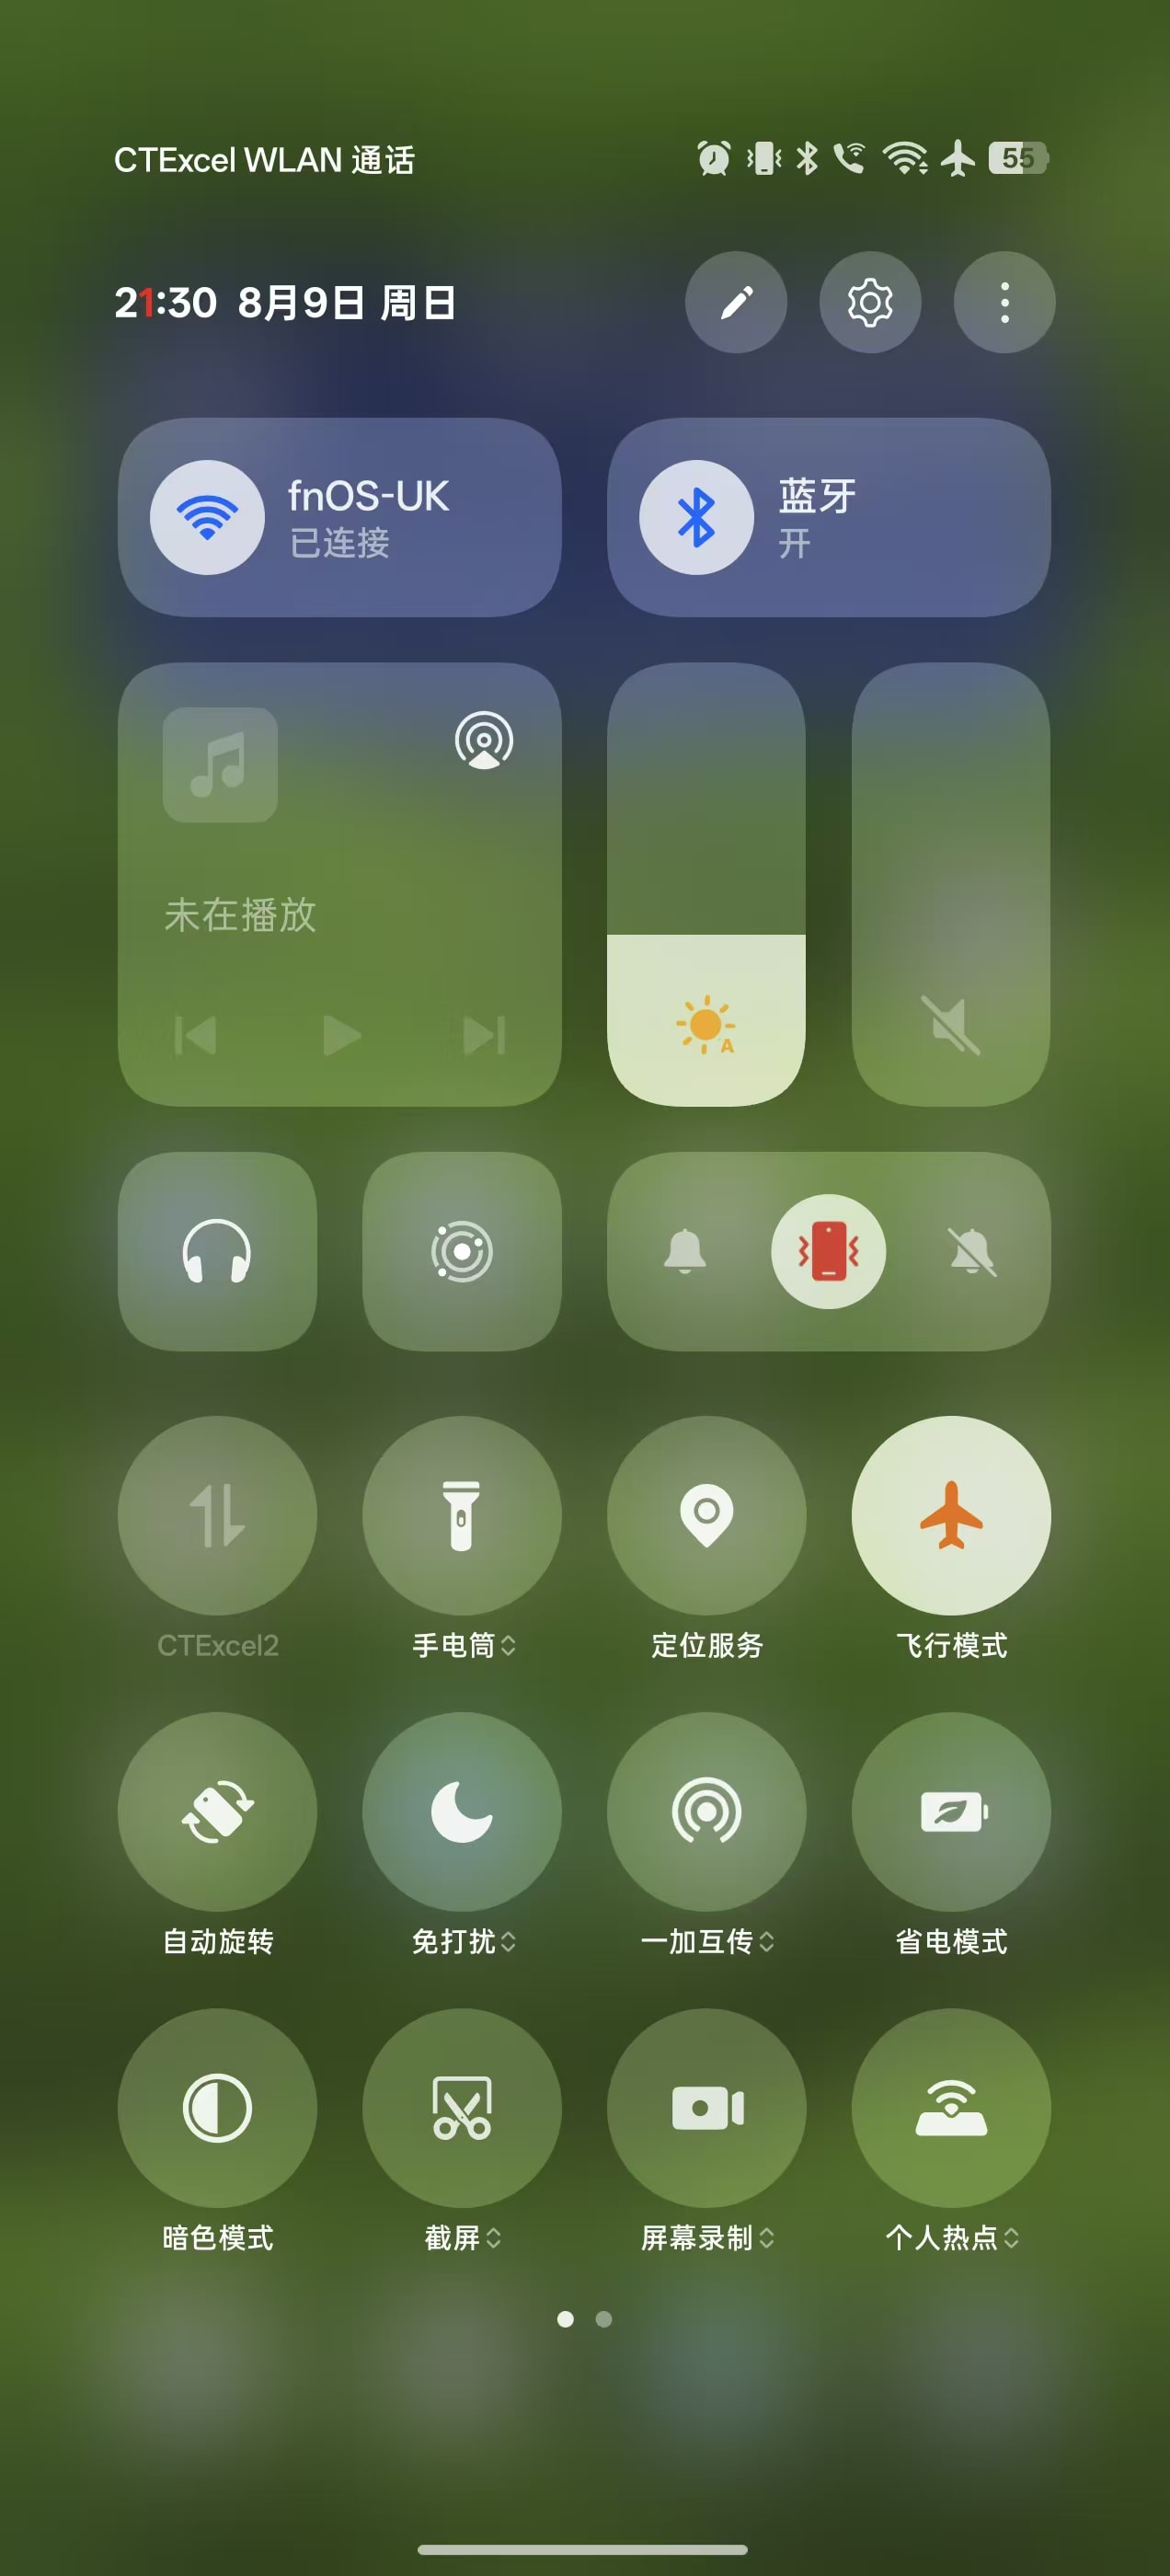 CTExcel WLAN 通话
55
21:30 8月9日 周日
fnOS-UK
已连接
蓝牙
开
未在播放
A
CTExcel2
手电筒
定位服务
飞行模式
自动旋转
免打扰
一加互传
省电模式
暗色模式
截屏
屏幕录制
个人热点